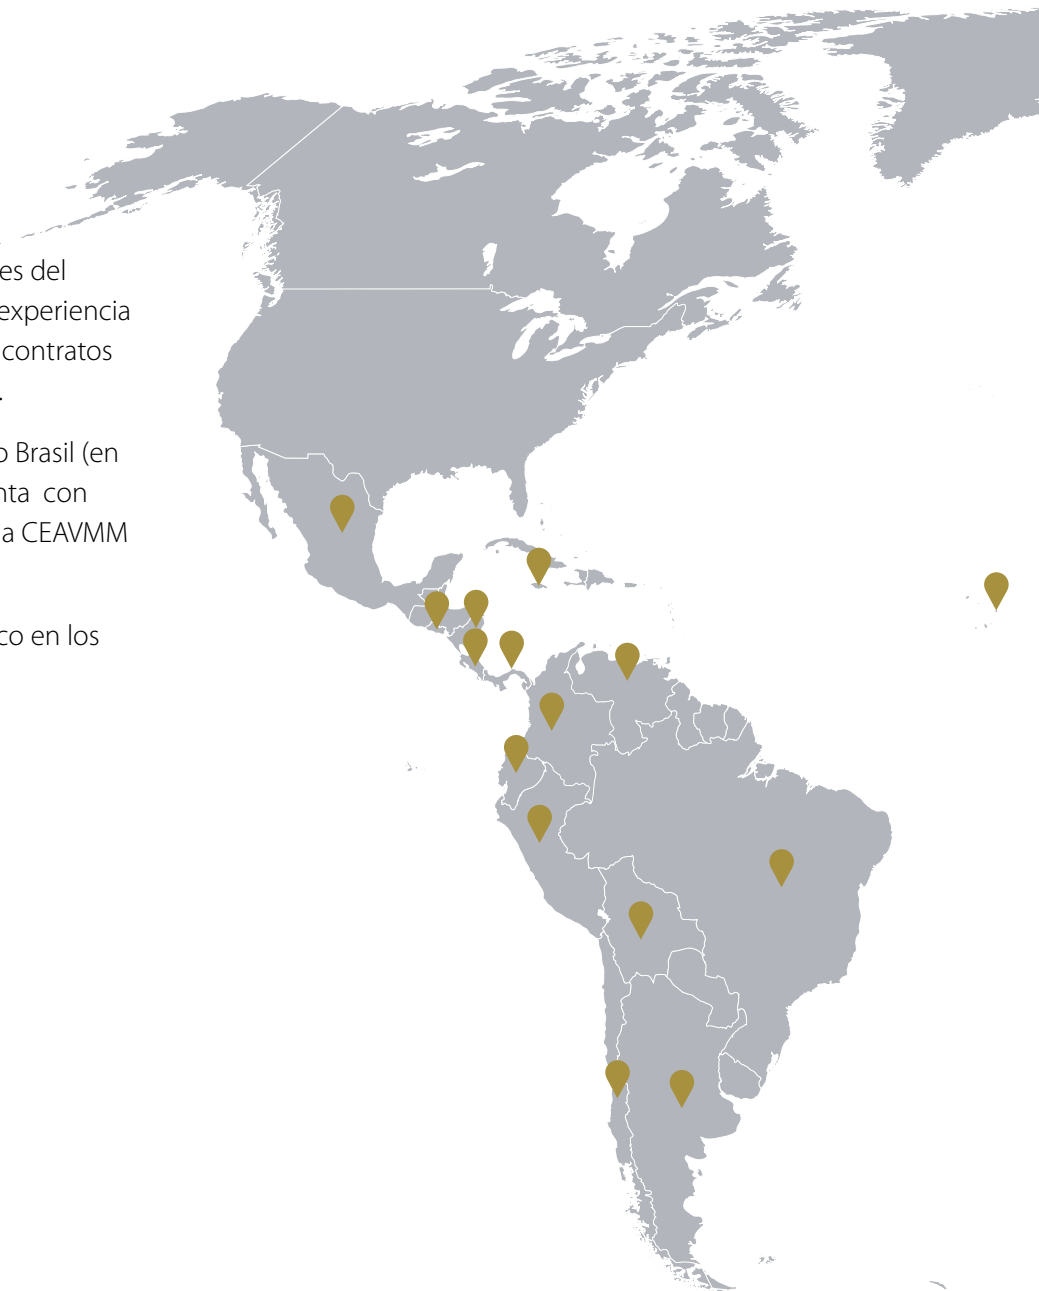 es del
experiencia
contratos
.
o Brasil (en
nta con
a CEAVMM
co en los